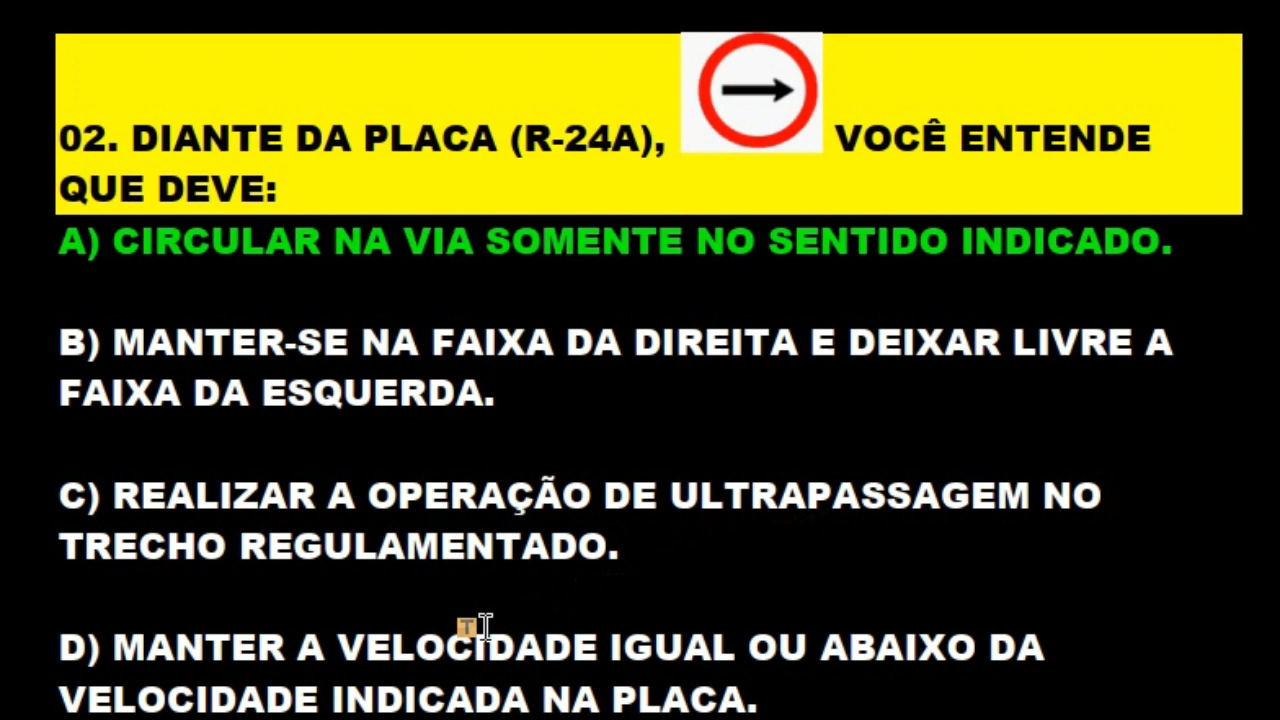 02. DIANTE DA PLACA (R-24A), VOCÊ ENTENDE
QUE DEVE:
A) CIRCULAR NA VIA SOMENTE NO SENTIDO INDICADO.
B) MANTER-SE NA FAIXA DA DIREITA E DEIXAR LIVRE A
FAIXA DA ESQUERDA.
C) REALIZAR A OPERAÇÃO DE ULTRAPASSAGEM NO
TRECHO REGULAMENTADO.
T
D) MANTER A VELOCIDADE IGUAL OU ABAIXO DA
VELOCIDADE INDICADA NA PLACA.